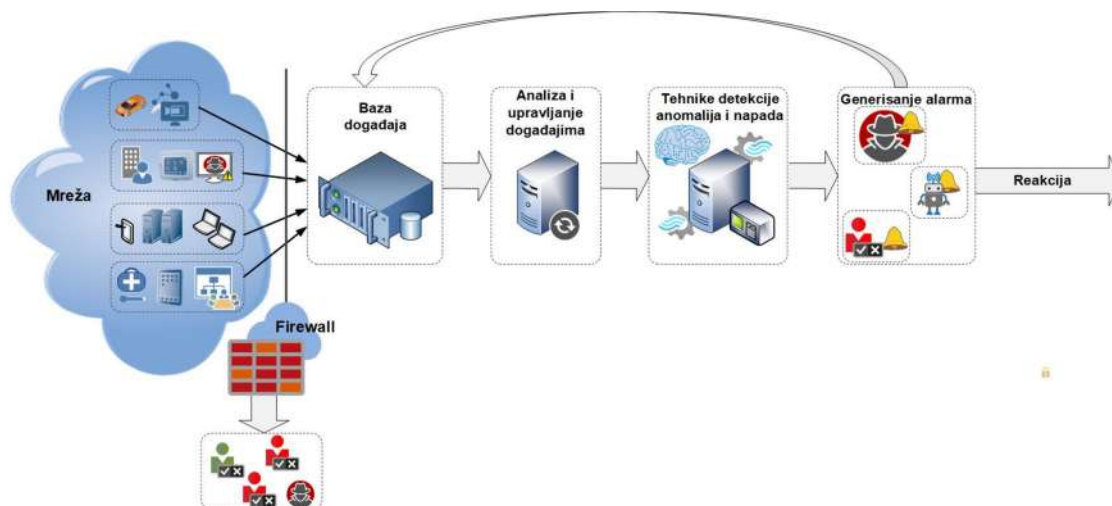 Mreža
Baza
događaja
Analiza i
upravljanje
događajima
Tehnike detekcije
anomalija i napada
Generisanje alarma
Reakcija
Firewall